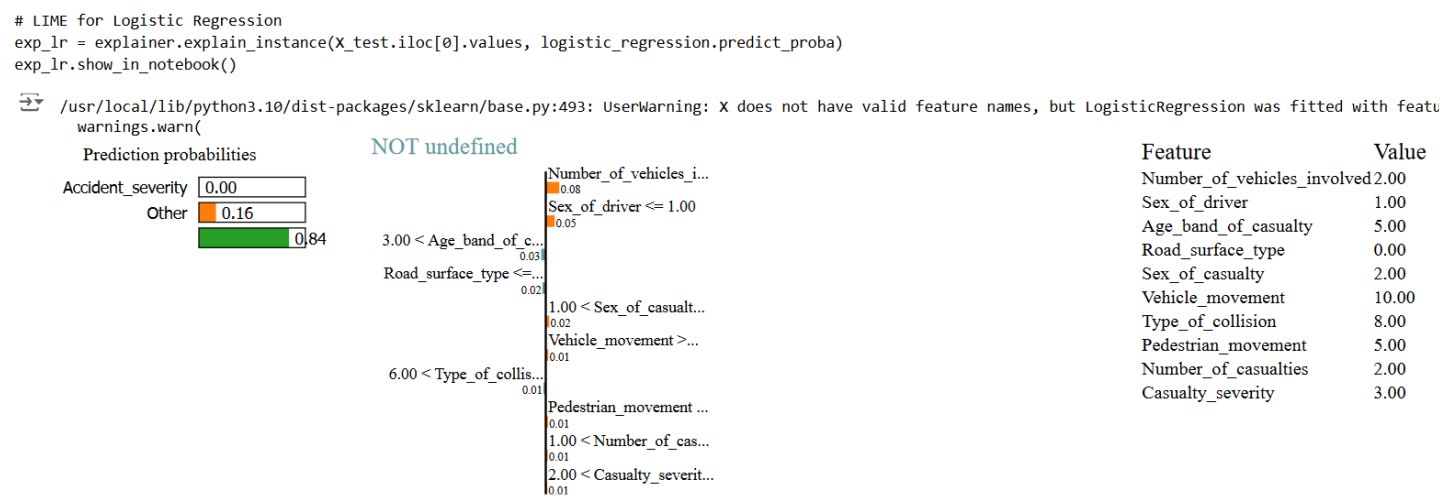 # LIME for Logistic Regression
exp_lr = explainer.explain_instance(X_test.iloc[0].values, logistic_regression.predict_proba)
exp_lr.show_in_notebook()
/usr/local/lib/python3.10/dist-packages/sklearn/base.py:493: UserWarning: X does not have valid feature names, but LogisticRegression was fitted with featu
warnings.warn(
Prediction probabilities
Accident_severity 0.00
Other 0.16
0.84
NOT undefined
Number_of_vehicles_i...
0.08
Sex_of_driver <= 1.00
0.05
3.00 < Age_band_of_c...
0.03
Road_surface_type <=...
0.02
1.00 < Sex_of_casualt...
0.02
Vehicle_movement >...
0.01
6.00 < Type_of_collis...
0.01
Pedestrian_movement ...
0.01
1.00 < Number_of_cas...
0.01
2.00 < Casualty_severit...
0.01
Feature Value
Number_of_vehicles_involved 2.00
Sex_of_driver 1.00
Age_band_of_casualty 5.00
Road_surface_type 0.00
Sex_of_casualty 2.00
Vehicle_movement 10.00
Type_of_collision 8.00
Pedestrian_movement 5.00
Number_of_casualties 2.00
Casualty_severity 3.00